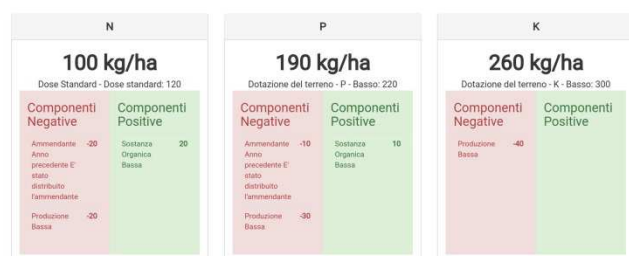 N
100 kg/ha
Dose Standard - Dose standard: 120
Componenti
Negative
Ammendante -20
Anno
precedente E'
stato
distribuito
l'ammendante
Produzione -20
Bassa
Componenti
Positive
Sostanza 20
Organica
Bassa
P
190 kg/ha
Dotazione del terreno - P - Basso: 220
Componenti
Negative
Ammendante -10
Anno
precedente E'
stato
distribuito
l'ammendante
Produzione -30
Bassa
Componenti
Positive
Sostanza 10
Organica
Bassa
K
260 kg/ha
Dotazione del terreno - K - Basso: 300
Componenti
Negative
Produzione -40
Bassa
Componenti
Positive